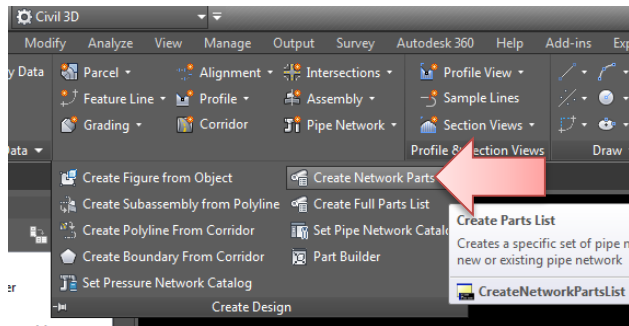 Civil 3D
Modify Analyze View Manage Output Survey Autodesk 360 Help Add-ins
Data Parcel Alignment Intersections Profile View
Feature Line Profile Assembly Sample Lines
Grading Corridor Pipe Network Section Views
Data Profile & Section Views Draw
Create Figure from Object Create Network Parts
Create Subassembly from Polyline Create Full Parts List
Create Polyline From Corridor Set Pipe Network
Create Boundary From Corridor Part Builder
Set Pressure Network Catalog
Create Design
Create Parts List
Creates a specific set of pipe
new or existing pipe network
CreateNetworkPartsList